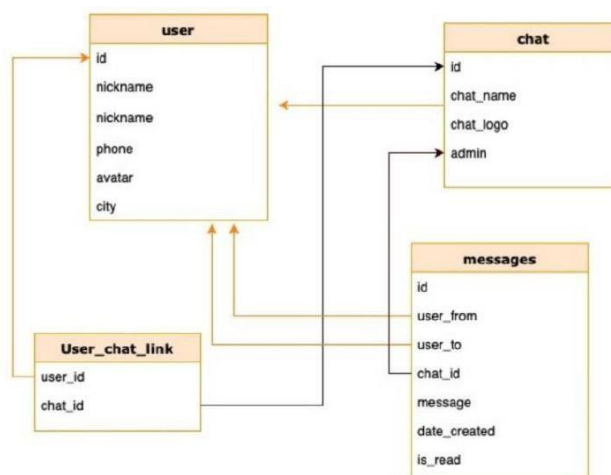 user
id
nickname
nickname
phone
avatar
city
chat
id
chat_name
chat_logo
admin
messages
id
user_from
user_to
chat_id
message
date_created
is_read
User_chat_link
user_id
chat_id